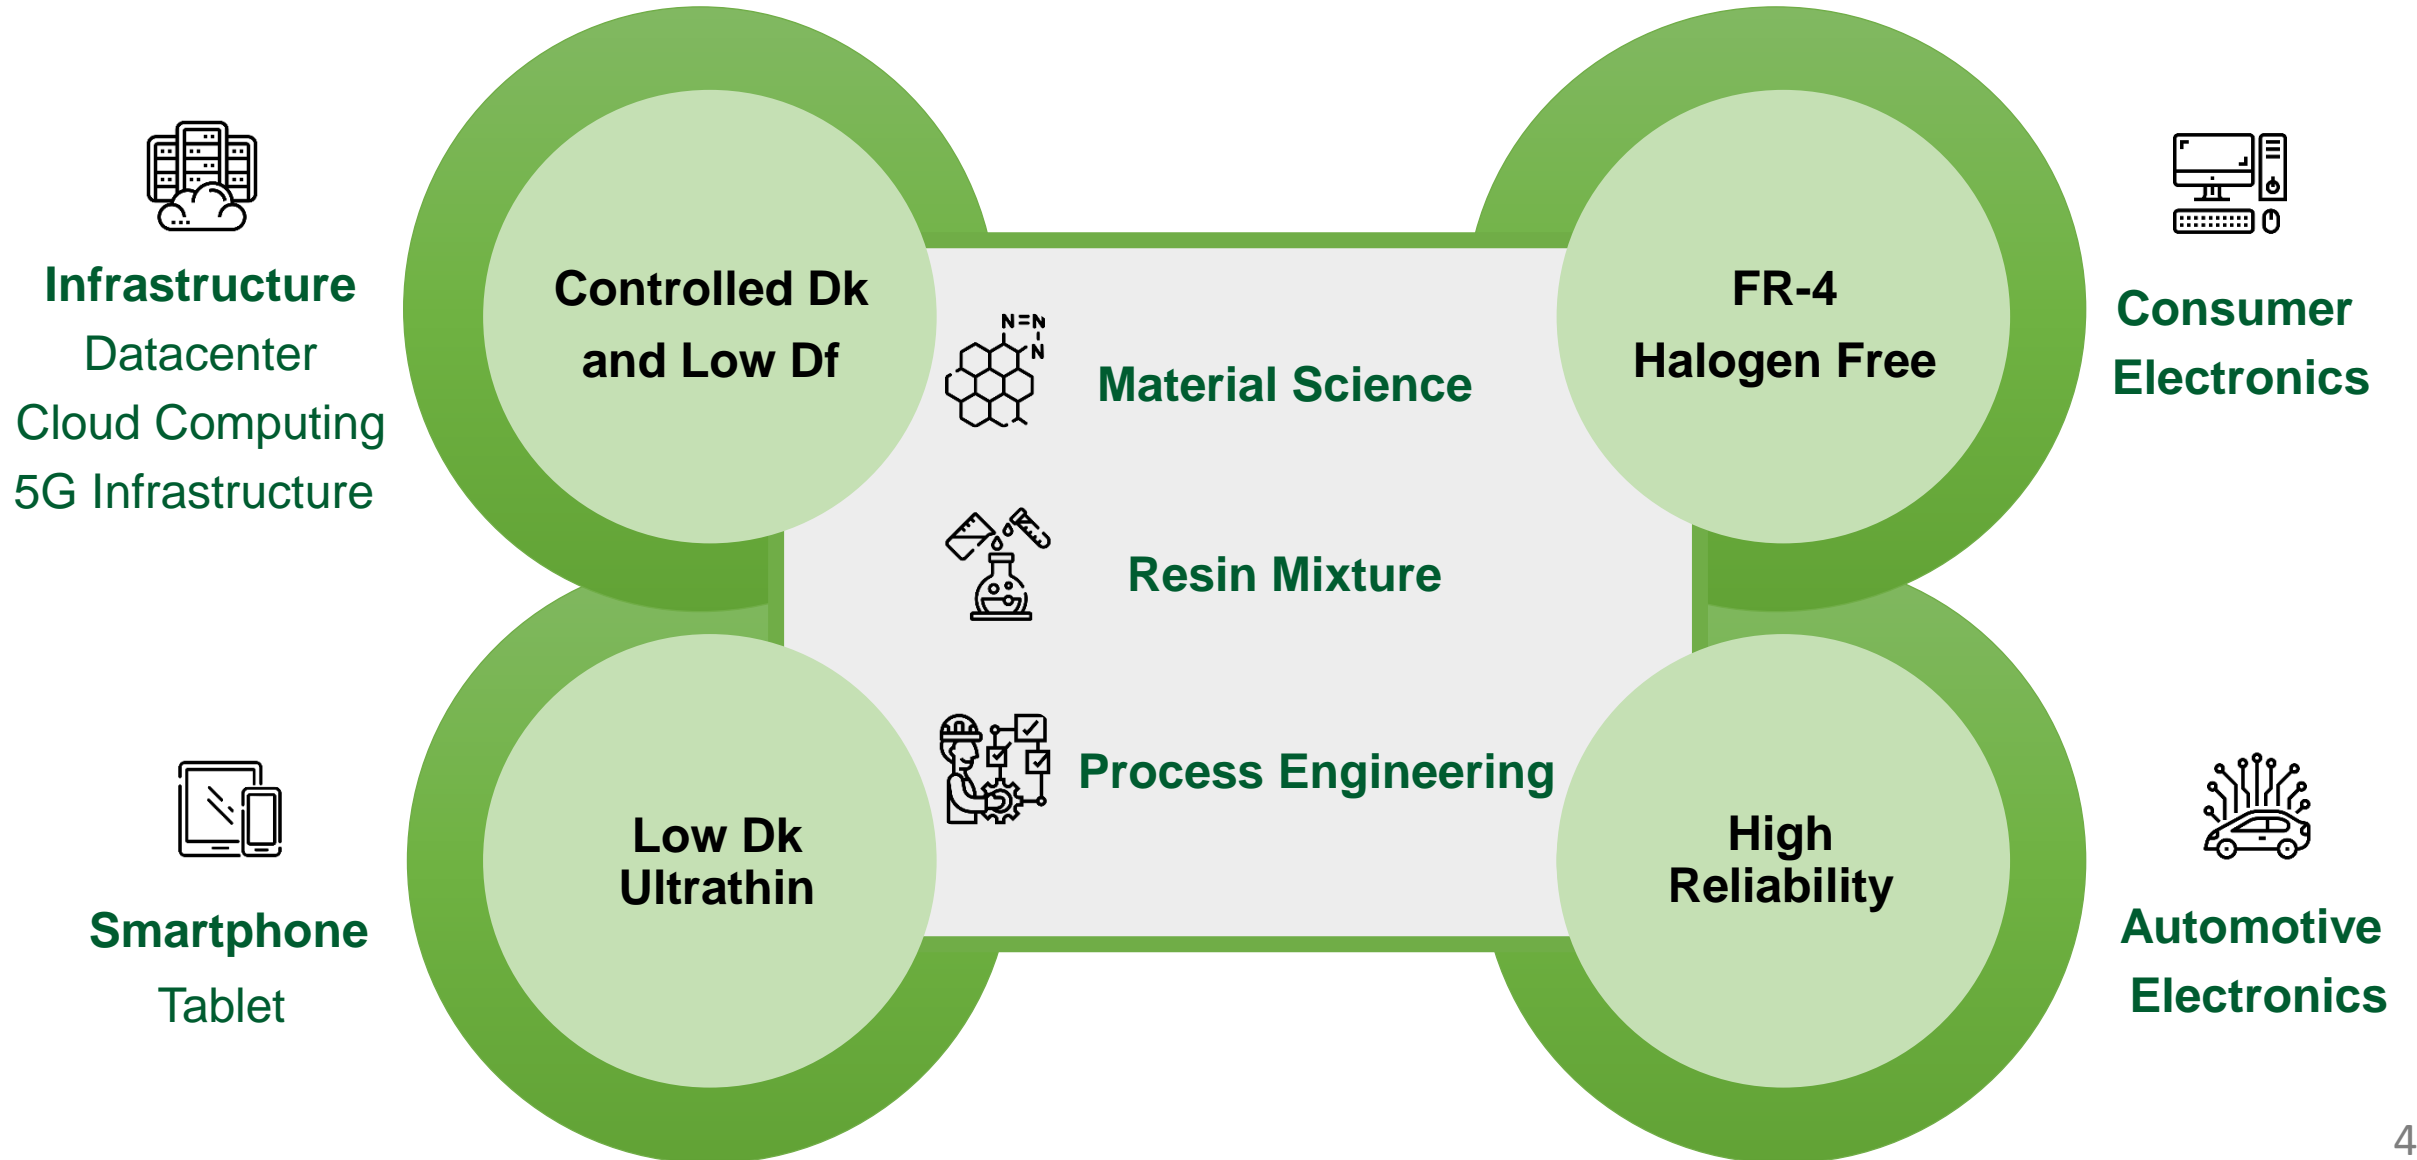 Infrastructure
Datacenter
Cloud Computing
5G Infrastructure
Controlled Dk
and Low Df
N=N
N
Material Science
Resin Mixture
Process Engineering
FR-4
Halogen Free
Consumer
Electronics
Smartphone
Tablet
Low Dk
Ultrathin
High
Reliability
Automotive
Electronics
4